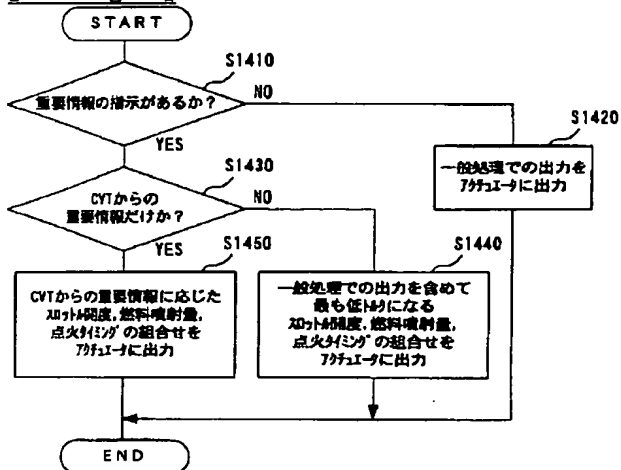 START
S1410
重要情報の指示があるか?
NO
YES
S1420
一般処理での出力を
ｱｸﾁｭｴｰﾀに出力
S1430
CVTからの
重要情報だけか?
NO
YES
S1450
CVTからの重要情報に応じた
ｽﾛｯﾄﾙ開度,燃料噴射量,
点火ﾀｲﾐﾝｸﾞの組合せを
ｱｸﾁｭｴｰﾀに出力
S1440
一般処理での出力を含めて
最も低ﾄﾙｸになる
ｽﾛｯﾄﾙ開度,燃料噴射量,
点火ﾀｲﾐﾝｸﾞの組合せを
ｱｸﾁｭｴｰﾀに出力
END